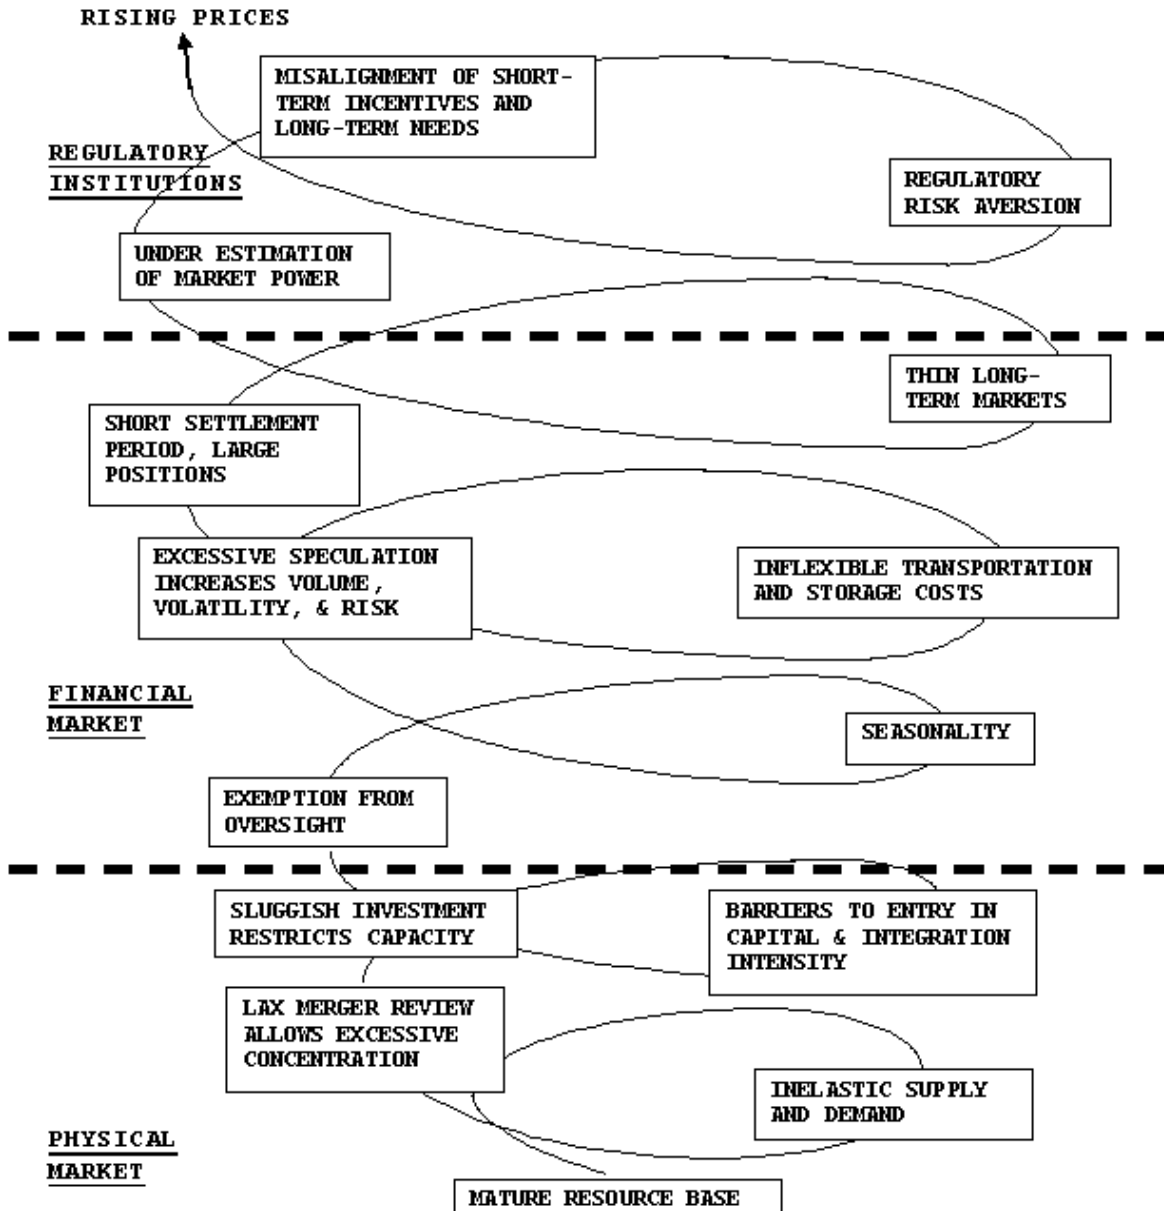 RISING PRICES
MISALIGNMENT OF SHORT-
TERM INCENTIVES AND
LONG-TERM NEEDS
REGULATORY
INSTITUTIONS
REGULATORY
RISK AVERSION
UNDER ESTIMATION
OF MARKET POWER
THIN LONG-
TERM MARKETS
SHORT SETTLEMENT
PERIOD, LARGE
POSITIONS
EXCESSIVE SPECULATION
INCREASES VOLUME,
VOLATILITY, & RISK
INFLEXIBLE TRANSPORTATION
AND STORAGE COSTS
FINANCIAL
MARKET
SEASONALITY
EXEMPTION FROM
OVERSIGHT
SLUGGISH INVESTMENT
RESTRICTS CAPACITY
BARRIERS TO ENTRY IN
CAPITAL & INTEGRATION
INTENSITY
LAX MERGER REVIEW
ALLOWS EXCESSIVE
CONCENTRATION
INELASTIC SUPPLY
AND DEMAND
PHYSICAL
MARKET
MATURE RESOURCE BASE